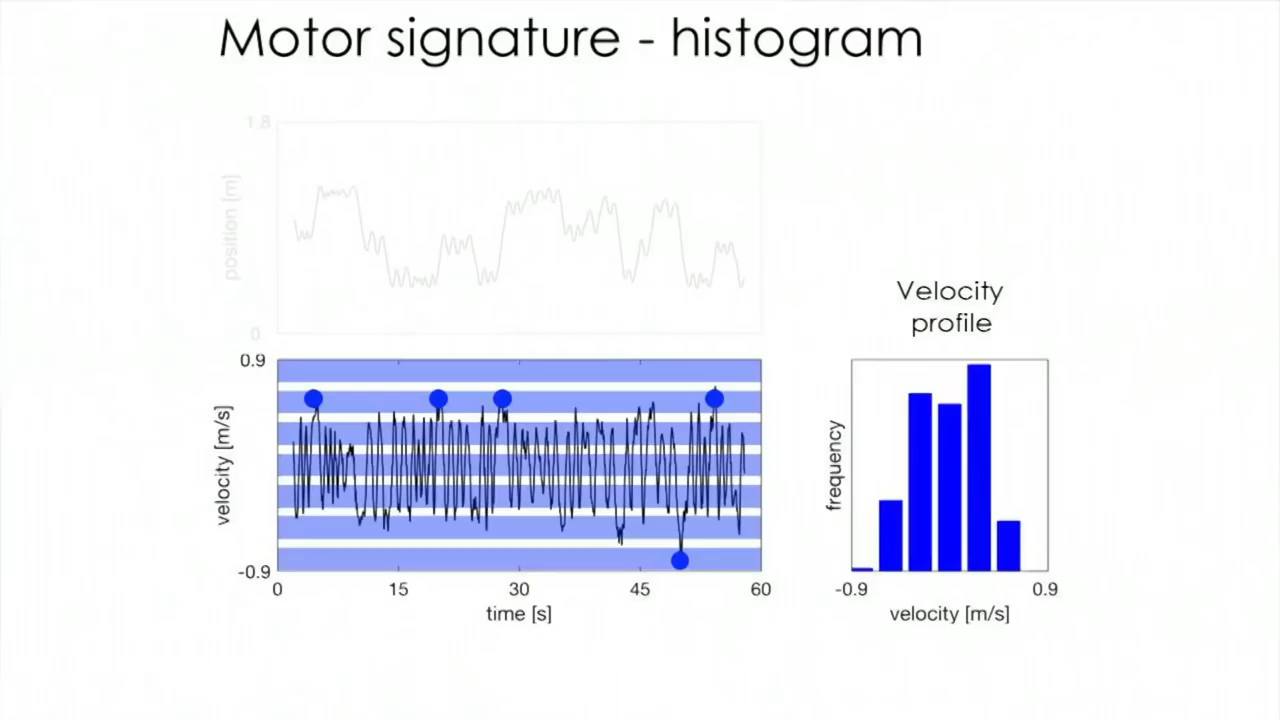 Motor signature - histogram
1.8
position [m]
0
Velocity
profile
0.9
velocity [m/s]
-0.9
0 15 30 45 60
time [s]
frequency
-0.9 0.9
velocity [m/s]